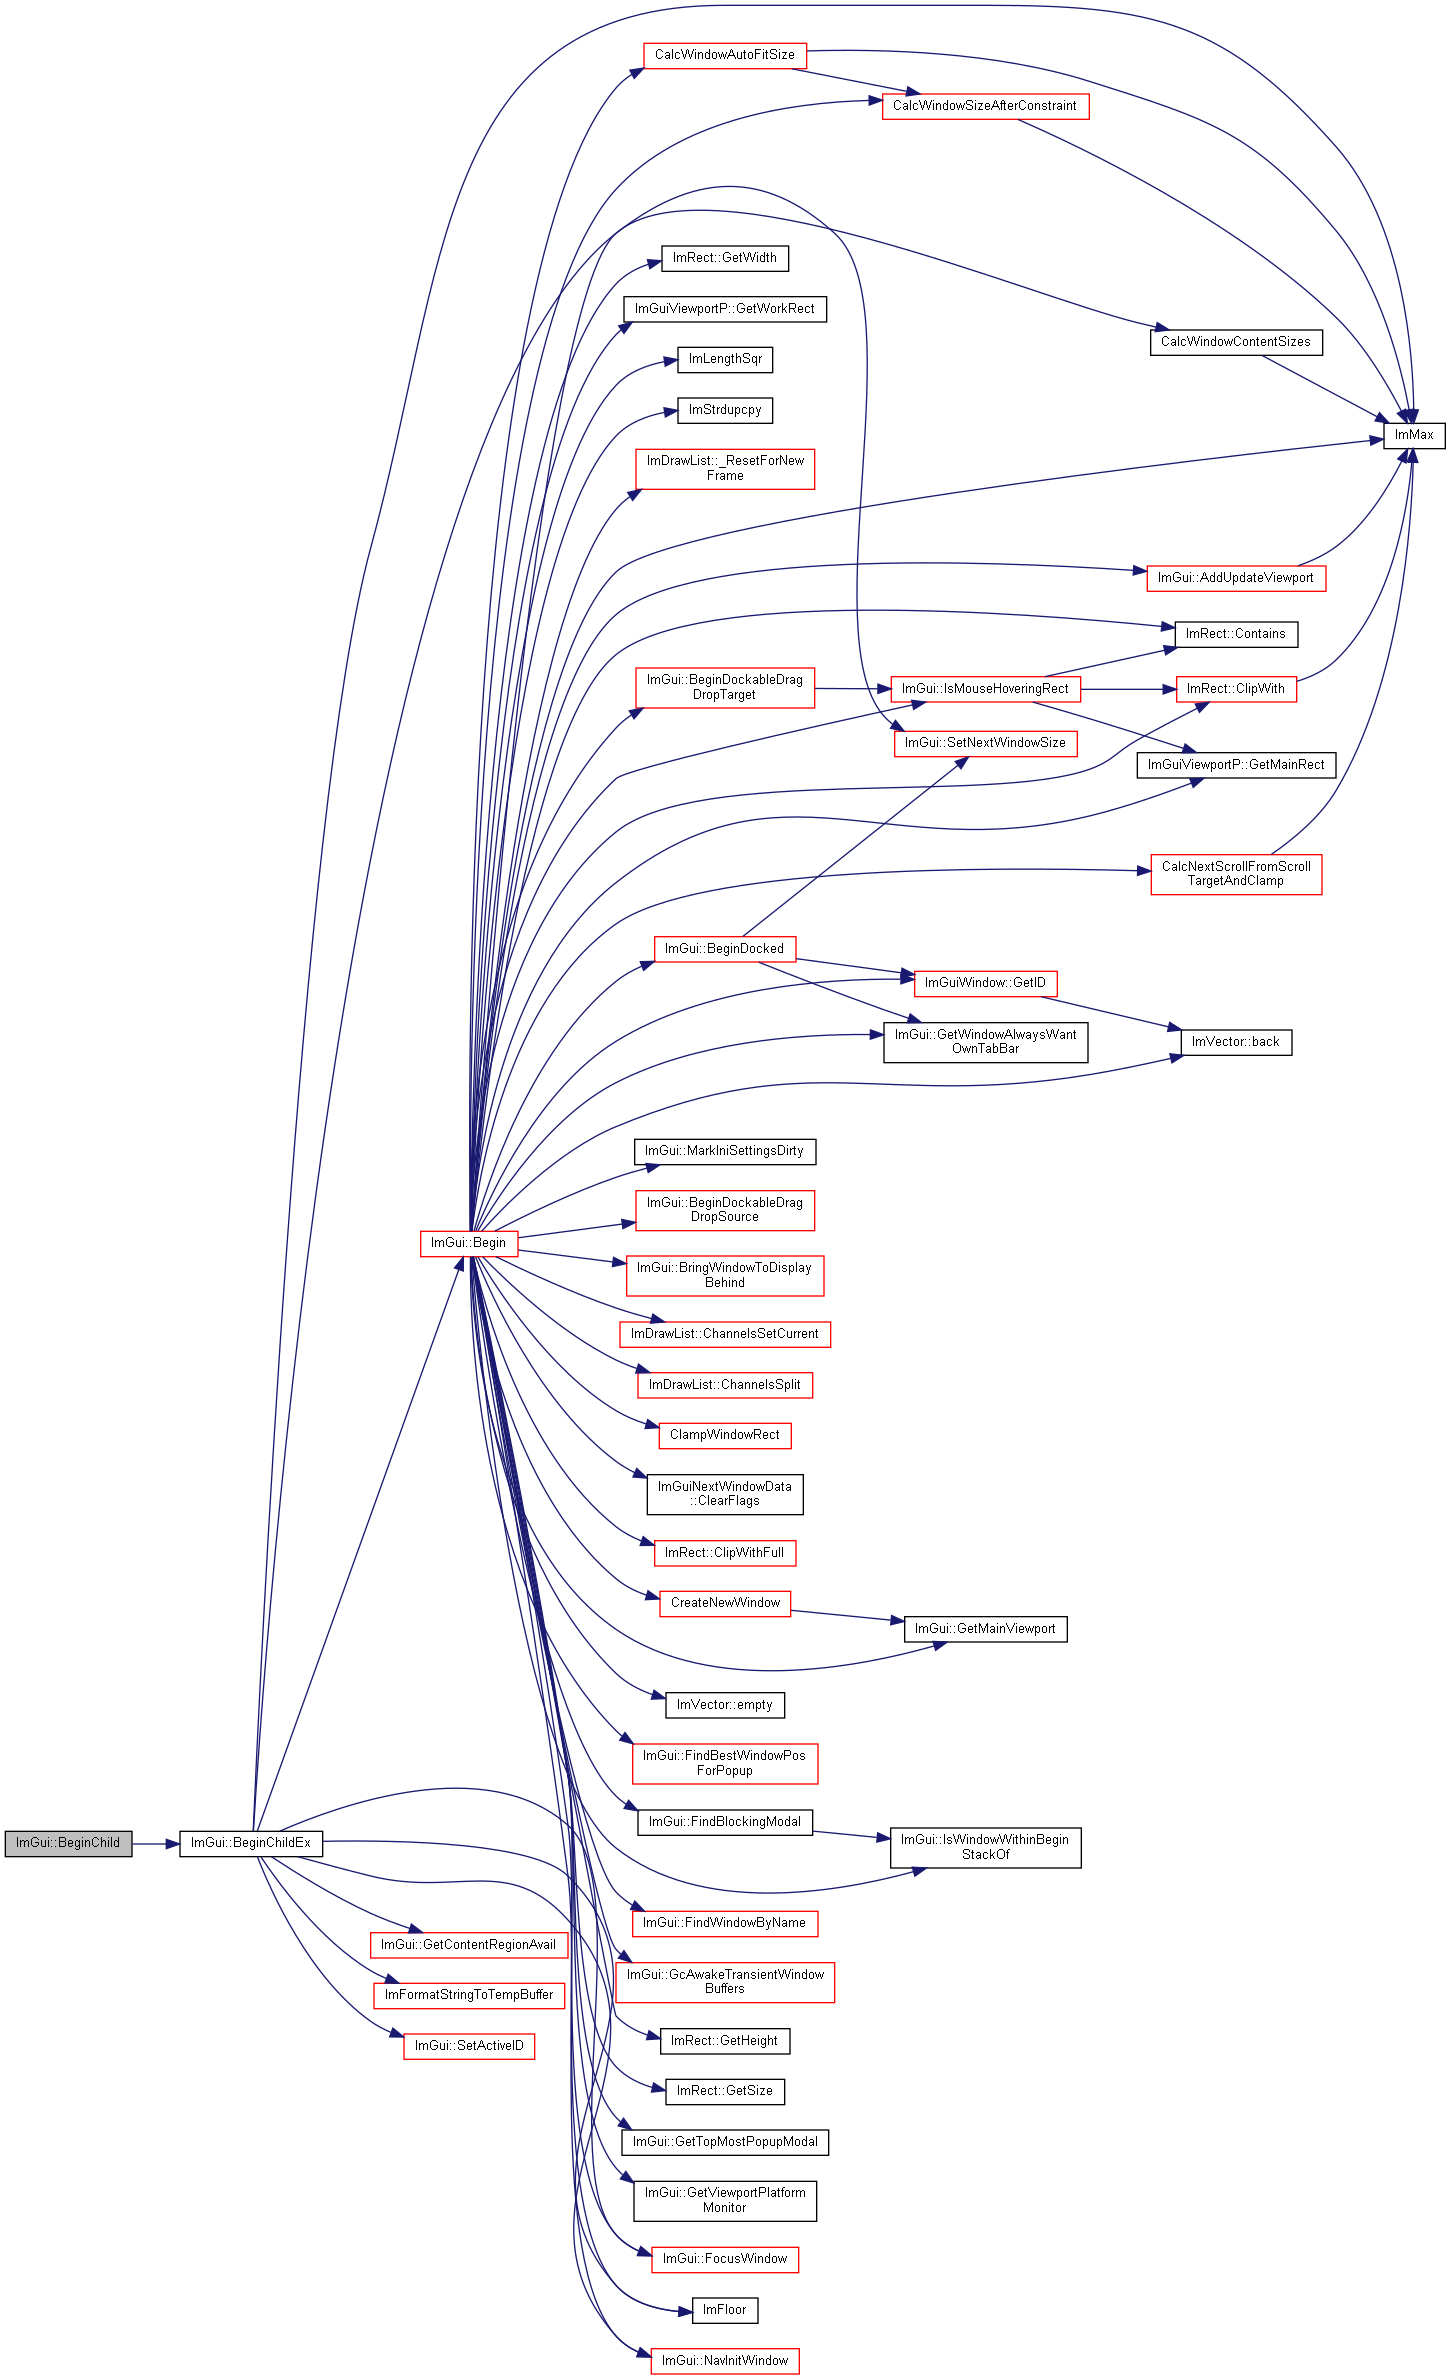 CalcWindowAutoFitSize
CalcWindowSizeAfterConstraint
ImRect::GetWidth
ImGuiViewportP::GetWorkRect
CalcWindowContentSizes
ImLengthSqr
ImStrdupcpy
ImMax
ImDrawList::_ResetForNew
Frame
ImGui::AddUpdateViewport
ImRect::Contains
ImGui::BeginDockableDrag
DropTarget
ImGui::IsMouseHoveringRect
ImRect::ClipWith
ImGui::SetNextWindowSize
ImGuiViewportP::GetMainRect
CalcNextScrollFromScroll
TargetAndClamp
ImGui::BeginDocked
ImGuiWindow::GetID
ImGui::GetWindowAlwaysWant
OwnTabBar
ImVector::back
ImGui::MarkIniSettingsDirty
ImGui::BeginDockableDrag
DropSource
ImGui::Begin
ImGui::BringWindowToDisplay
Behind
ImDrawList::ChannelsSetCurrent
ImDrawList::ChannelsSplit
ClampWindowRect
ImGuiNextWindowData
::ClearFlags
ImRect::ClipWithFull
CreateNewWindow
ImGui::GetMainViewport
ImVector::empty
ImGui::FindBestWindowPos
ForPopup
ImGui::FindBlockingModal
ImGui::BeginChild
ImGui::BeginChildEx
ImGui::IsWindowWithinBegin
StackOf
ImGui::FindWindowByName
ImGui::GetContentRegionAvail
ImGui::GcAwakeTransientWindow
Buffers
ImFormatStringToTempBuffer
ImGui::SetActiveID
ImRect::GetHeight
ImRect::GetSize
ImGui::GetTopMostPopupModal
ImGui::GetViewportPlatform
Monitor
ImGui::FocusWindow
ImFloor
ImGui::NavInitWindow